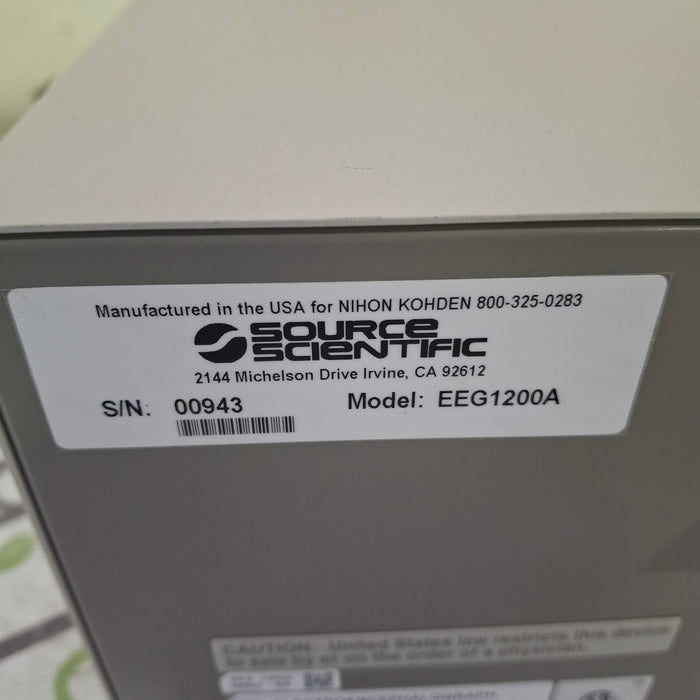 Manufactured in the USA for NIHON KOHDEN 800-325-0283
SOURCE
SCIENTIFIC
2144 Michelson Drive Irvine, CA 92612
S/N: 00943 Model: EEG1200A
CAUTION: United States law restricts this device
to sale by or on the order of a physician.
ELECTROENCEPHALOGRAPH